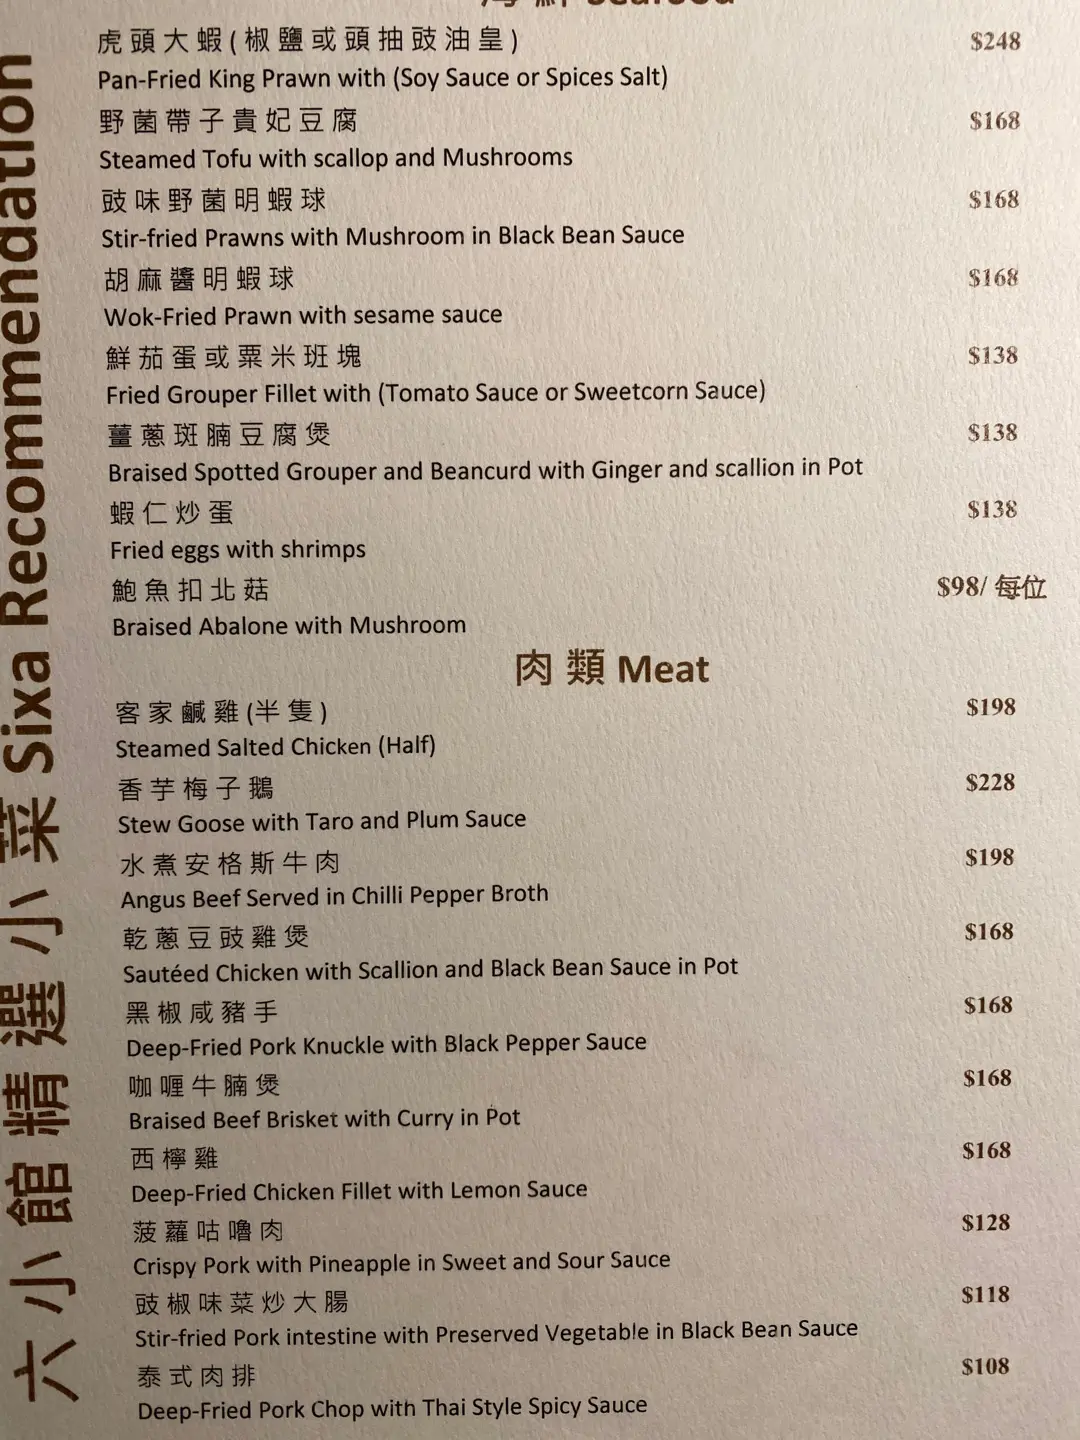 海鮮 Seafood
虎頭大蝦(椒鹽或頭抽豉油皇) $248
Pan-Fried King Prawn with (Soy Sauce or Spices Salt)
野菌帶子貴妃豆腐 $168
Steamed Tofu with scallop and Mushrooms
豉味野菌明蝦球 $168
Stir-fried Prawns with Mushroom in Black Bean Sauce
胡麻醬明蝦球 $168
Wok-Fried Prawn with sesame sauce
鮮茄蛋或粟米班塊 $138
Fried Grouper Fillet with (Tomato Sauce or Sweetcorn Sauce)
薑蔥斑腩豆腐煲 $138
Braised Spotted Grouper and Beancurd with Ginger and scallion in Pot
蝦仁炒蛋 $138
Fried eggs with shrimps
鮑魚扣北菇 $98/ 每位
Braised Abalone with Mushroom
肉類 Meat
客家鹹雞(半隻) $198
Steamed Salted Chicken (Half)
香芋梅子鵝 $228
Stew Goose with Taro and Plum Sauce
水煮安格斯牛肉 $198
Angus Beef Served in Chilli Pepper Broth
乾蔥豆豉雞煲 $168
Sautéed Chicken with Scallion and Black Bean Sauce in Pot
黑椒咸豬手 $168
Deep-Fried Pork Knuckle with Black Pepper Sauce
咖喱牛腩煲 $168
Braised Beef Brisket with Curry in Pot
西檸雞 $168
Deep-Fried Chicken Fillet with Lemon Sauce
菠蘿咕嚕肉 $128
Crispy Pork with Pineapple in Sweet and Sour Sauce
豉椒味菜炒大腸 $118
Stir-fried Pork intestine with Preserved Vegetable in Black Bean Sauce
泰式肉排 $108
Deep-Fried Pork Chop with Thai Style Spicy Sauce
六小館精選小菜 Sixa Recommendation